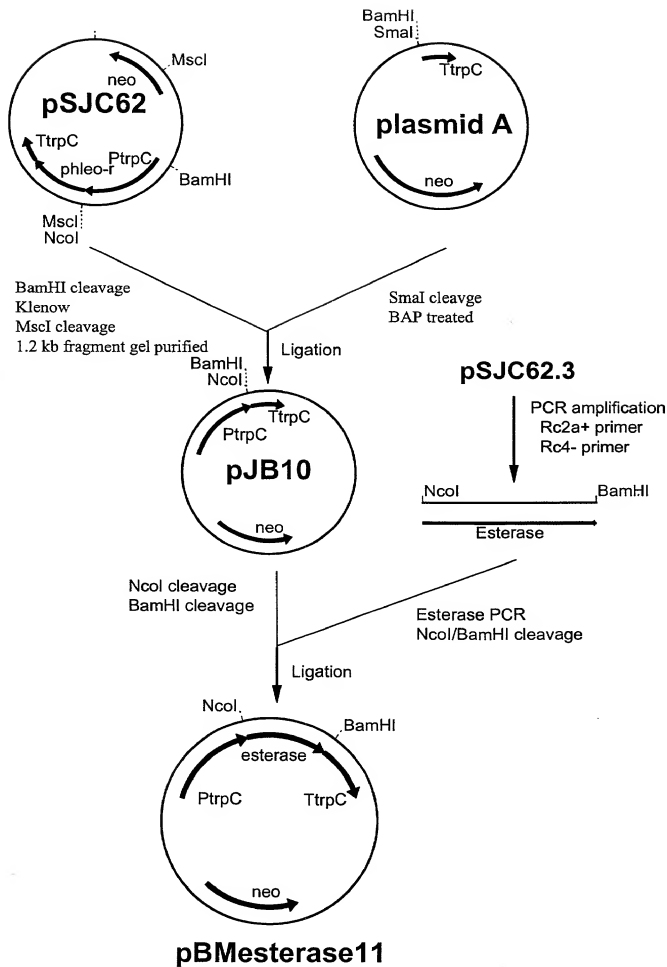 MscI
neo
pSJC62
TtrpC
PtrpC
phleo-r
BamHI
MscI
NcoI
BamHI
SmaI
TtrpC
plasmid A
neo
BamHI cleavage
Klenow
MscI cleavage
1.2 kb fragment gel purified
SmaI cleavge
BAP treated
Ligation
BamHI
NcoI
TtrpC
PtrpC
pJB10
neo
pSJC62.3
PCR amplification
Rc2a+ primer
Rc4- primer
NcoI
BamHI
Esterase
NcoI cleavage
BamHI cleavage
Esterase PCR
NcoI/BamHI cleavage
Ligation
NcoI
BamHI
esterase
PtrpC
TtrpC
neo
pBMesterase11